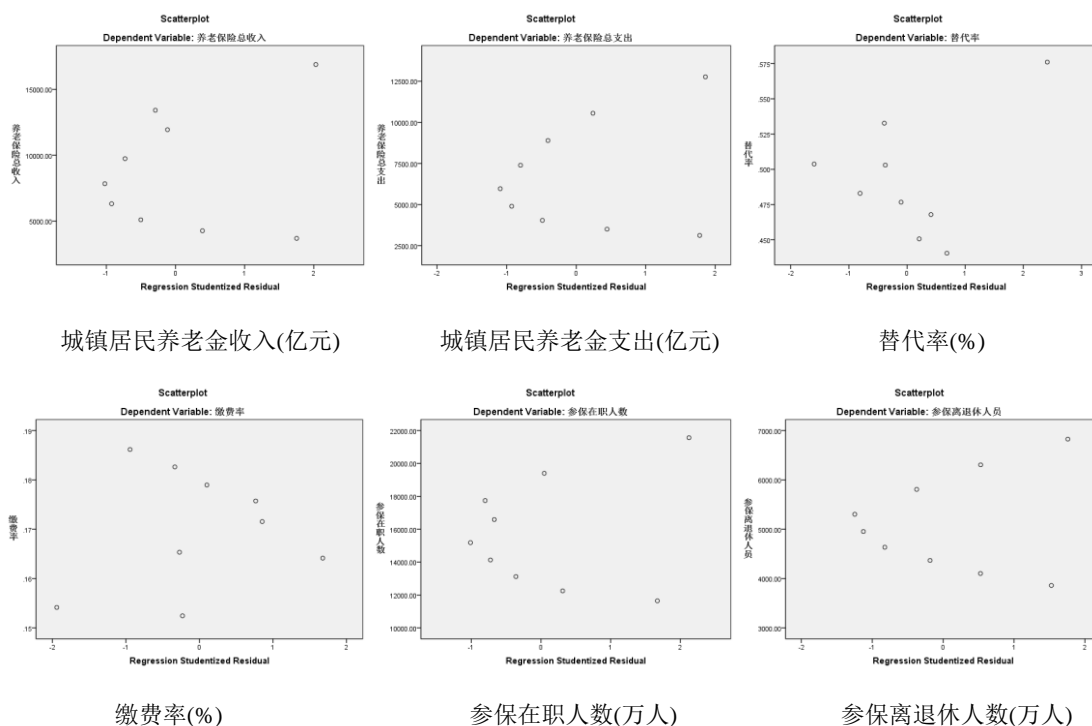 Scatterplot
Dependent Variable: 养老保险总收入
养老保险总收入
15000.00
10000.00
5000.00
-1
0
1
2
Regression Studentized Residual
城镇居民养老金收入(亿元)
Scatterplot
Dependent Variable: 养老保险总支出
养老保险总支出
12500.00
10000.00
7500.00
5000.00
2500.00
-2
-1
0
1
2
Regression Studentized Residual
城镇居民养老金支出(亿元)
Scatterplot
Dependent Variable: 替代率
替代率
.575
.550
.525
.500
.475
.450
-2
-1
0
1
2
3
Regression Studentized Residual
替代率(%)
Scatterplot
Dependent Variable: 缴费率
缴费率
.19
.18
.17
.16
.15
-2
-1
0
1
2
Regression Studentized Residual
缴费率(%)
Scatterplot
Dependent Variable: 参保在职人数
参保在职人数
22000.00
20000.00
18000.00
16000.00
14000.00
12000.00
10000.00
-1
0
1
2
Regression Studentized Residual
参保在职人数(万人)
Scatterplot
Dependent Variable: 参保离退休人员
参保离退休人员
7000.00
6000.00
5000.00
4000.00
3000.00
-2
-1
0
1
2
Regression Studentized Residual
参保离退休人数(万人)